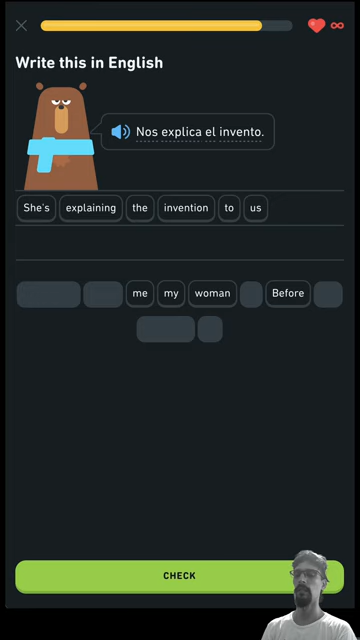 Write this in English
Nos explica el invento.
She's explaining the invention to us
me my woman Before
CHECK